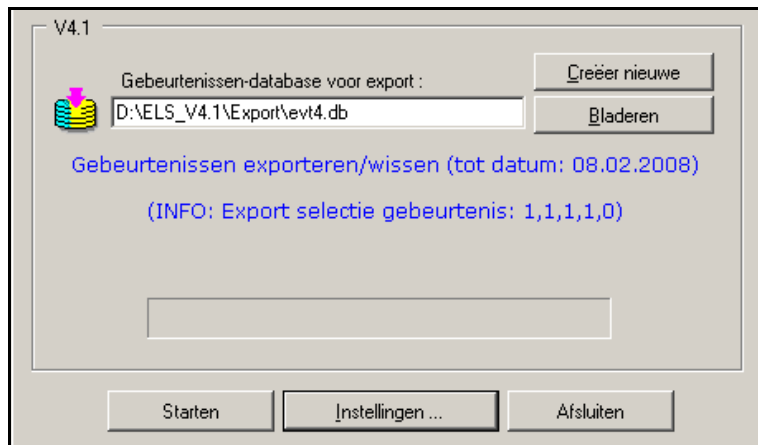 V4.1
Gebeurtenissen-database voor export :
Creëer nieuwe
D:\ELS_V4.1\Export\evt4.db
Bladeren
Gebeurtenissen exporteren/wissen (tot datum: 08.02.2008)
(INFO: Export selectie gebeurtenis: 1,1,1,1,0)
Starten
Instellingen ...
Afsluiten